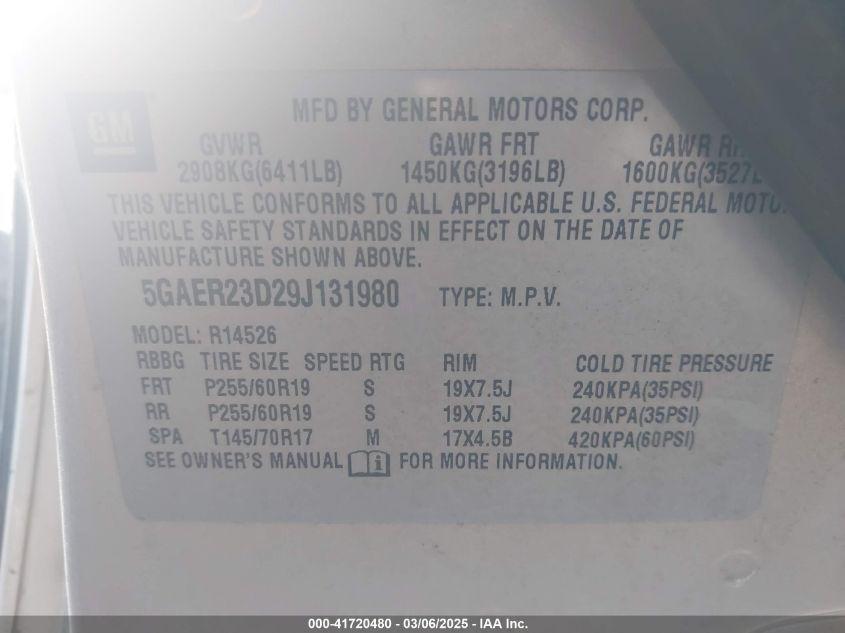 GM
MFD BY GENERAL MOTORS CORP.
GVWR GAWR FRT GAWR
2908KG(6411LB) 1450KG(3196LB) 1600KG(3527
THIS VEHICLE CONFORMS TO ALL APPLICABLE U.S. FEDERAL
VEHICLE SAFETY STANDARDS IN EFFECT ON THE DATE OF
MANUFACTURE SHOWN ABOVE.
5GAER23D29J131980 TYPE: M.P.V.
MODEL: R14526
RBBG TIRE SIZE SPEED RTG RIM COLD TIRE PRESSURE
FRT P255/60R19 S 19X7.5J 240KPA(35PSI)
RR P255/60R19 S 19X7.5J 240KPA(35PSI)
SPA T145/70R17 M 17X4.5B 420KPA(60PSI)
SEE OWNER'S MANUAL FOR MORE INFORMATION.
000-41720480 - 03/06/2025 - IAA Inc.